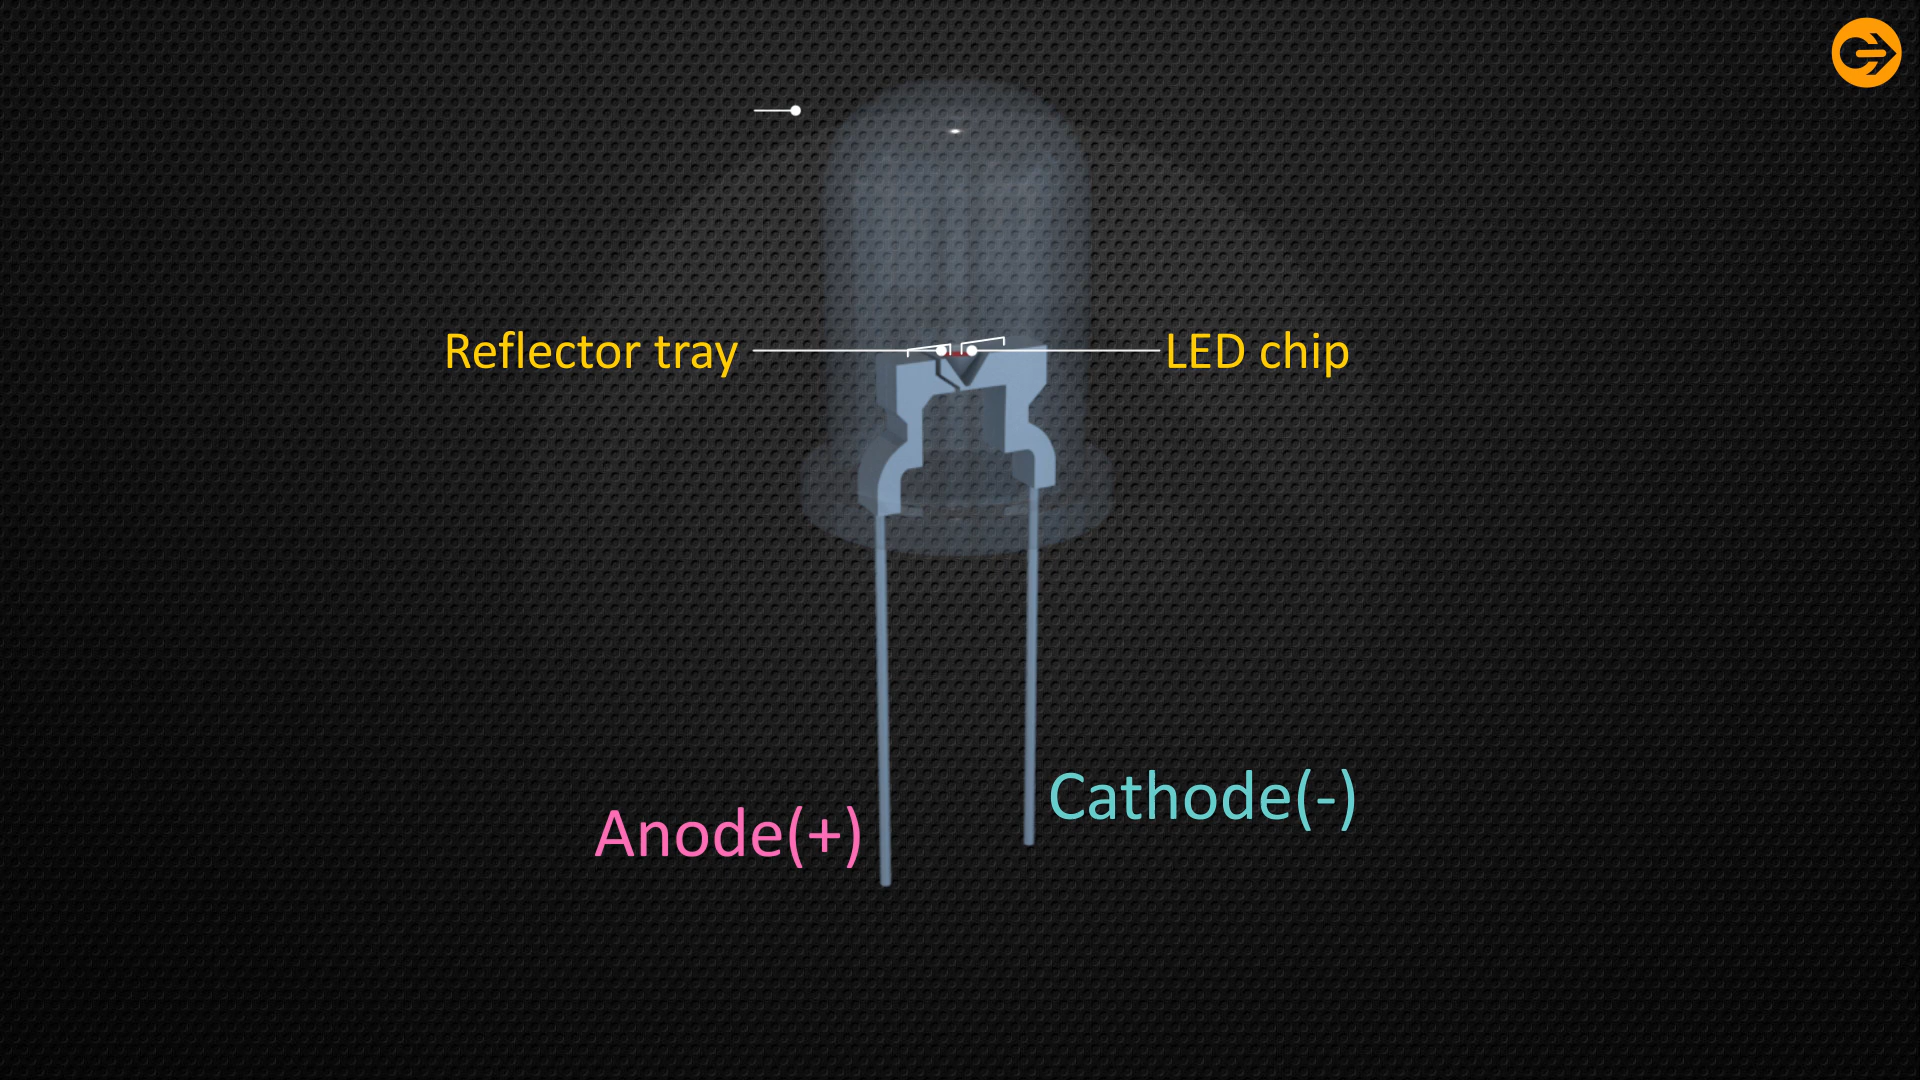 Reflector tray
LED chip
Cathode(-)
Anode(+)